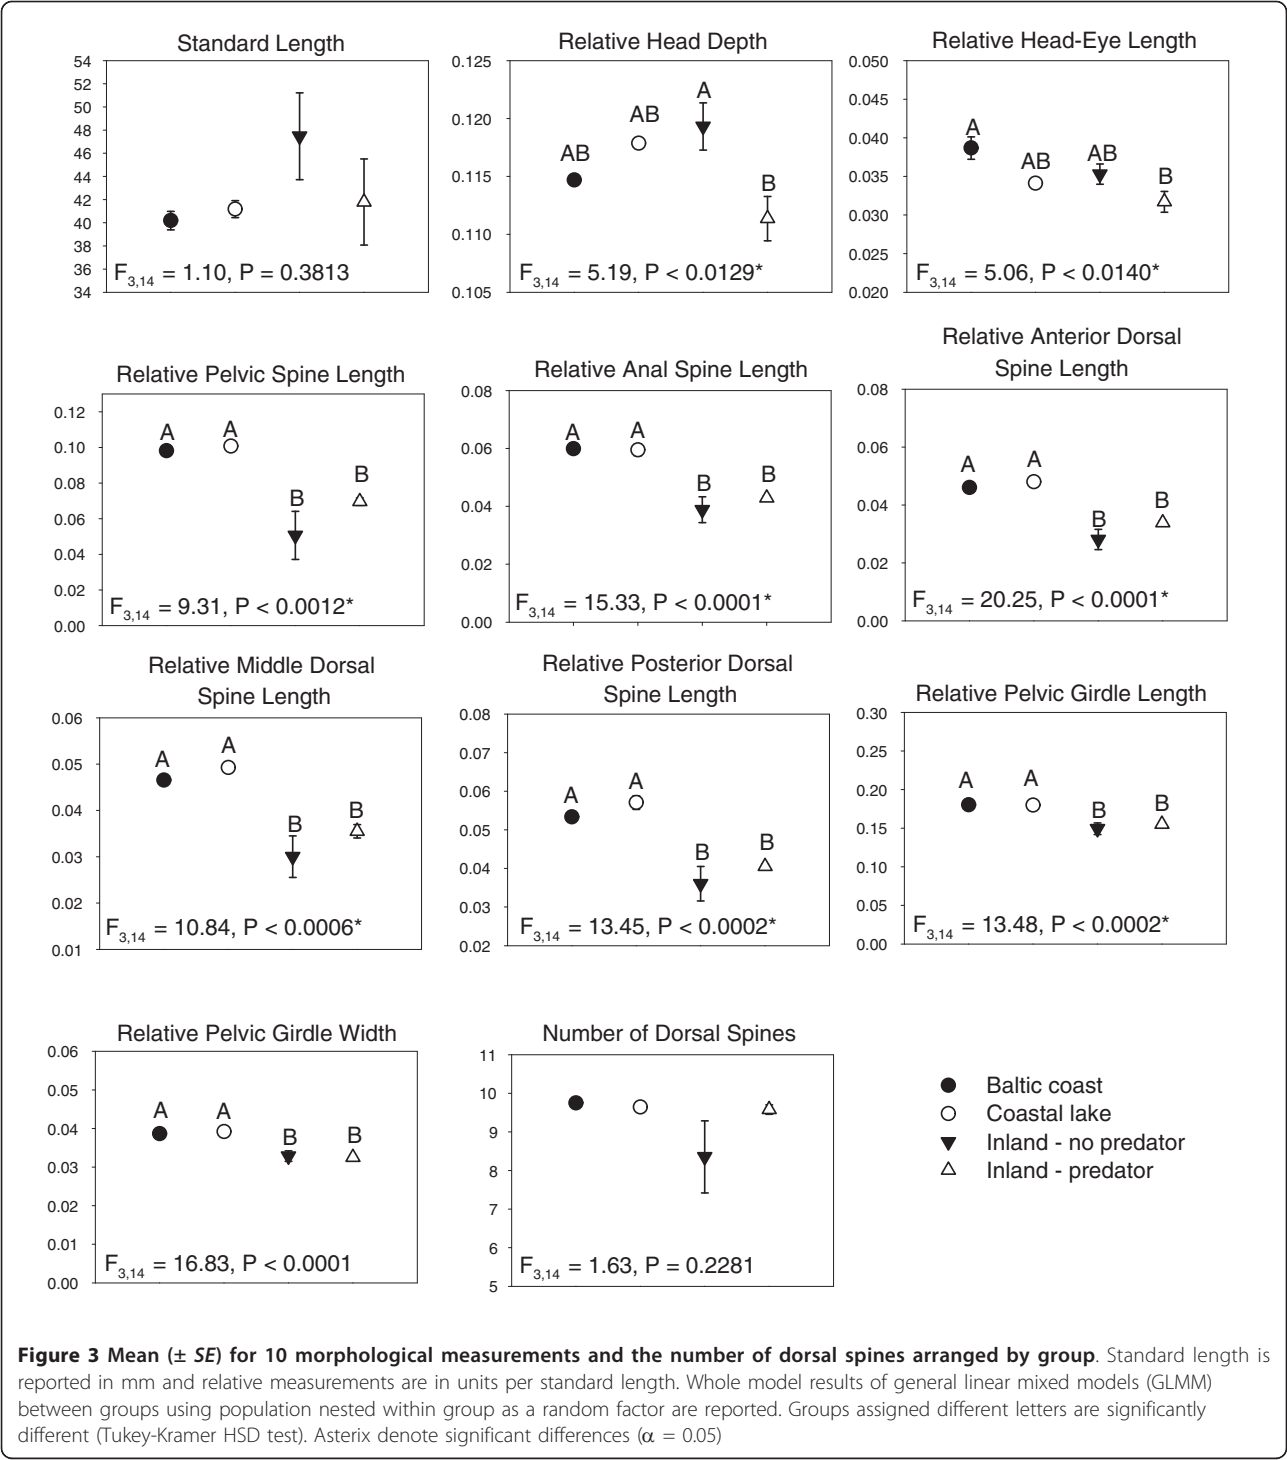 Standard Length
54
52
50
48
46
44
42
40
38
36
34
F3,14 = 1.10, P = 0.3813
Relative Head Depth
0.125
0.120
0.115
0.110
0.105
AB
AB
A
B
F3,14 = 5.19, P < 0.0129*
Relative Head-Eye Length
0.050
0.045
0.040
0.035
0.030
0.025
0.020
A
AB
AB
B
F3,14 = 5.06, P < 0.0140*
Relative Pelvic Spine Length
0.12
0.10
0.08
0.06
0.04
0.02
0.00
A
A
B
B
F3,14 = 9.31, P < 0.0012*
Relative Anal Spine Length
0.08
0.06
0.04
0.02
0.00
A
A
B
B
F3,14 = 15.33, P < 0.0001*
Relative Anterior Dorsal
Spine Length
0.08
0.06
0.04
0.02
0.00
A
A
B
B
F3,14 = 20.25, P < 0.0001*
Relative Middle Dorsal
Spine Length
0.06
0.05
0.04
0.03
0.02
0.01
A
A
B
B
F3,14 = 10.84, P < 0.0006*
Relative Posterior Dorsal
Spine Length
0.08
0.07
0.06
0.05
0.04
0.03
0.02
A
A
B
B
F3,14 = 13.45, P < 0.0002*
Relative Pelvic Girdle Length
0.30
0.25
0.20
0.15
0.10
0.05
0.00
A
A
B
B
F3,14 = 13.48, P < 0.0002*
Relative Pelvic Girdle Width
0.06
0.05
0.04
0.03
0.02
0.01
0.00
A
A
B
B
F3,14 = 16.83, P < 0.0001
Number of Dorsal Spines
11
10
9
8
7
6
5
F3,14 = 1.63, P = 0.2281
Baltic coast
Coastal lake
Inland - no predator
Inland - predator
Figure 3 Mean (± SE) for 10 morphological measurements and the number of dorsal spines arranged by group. Standard length is
reported in mm and relative measurements are in units per standard length. Whole model results of general linear mixed models (GLMM)
between groups using population nested within group as a random factor are reported. Groups assigned different letters are significantly
different (Tukey-Kramer HSD test). Asterix denote significant differences (α = 0.05)